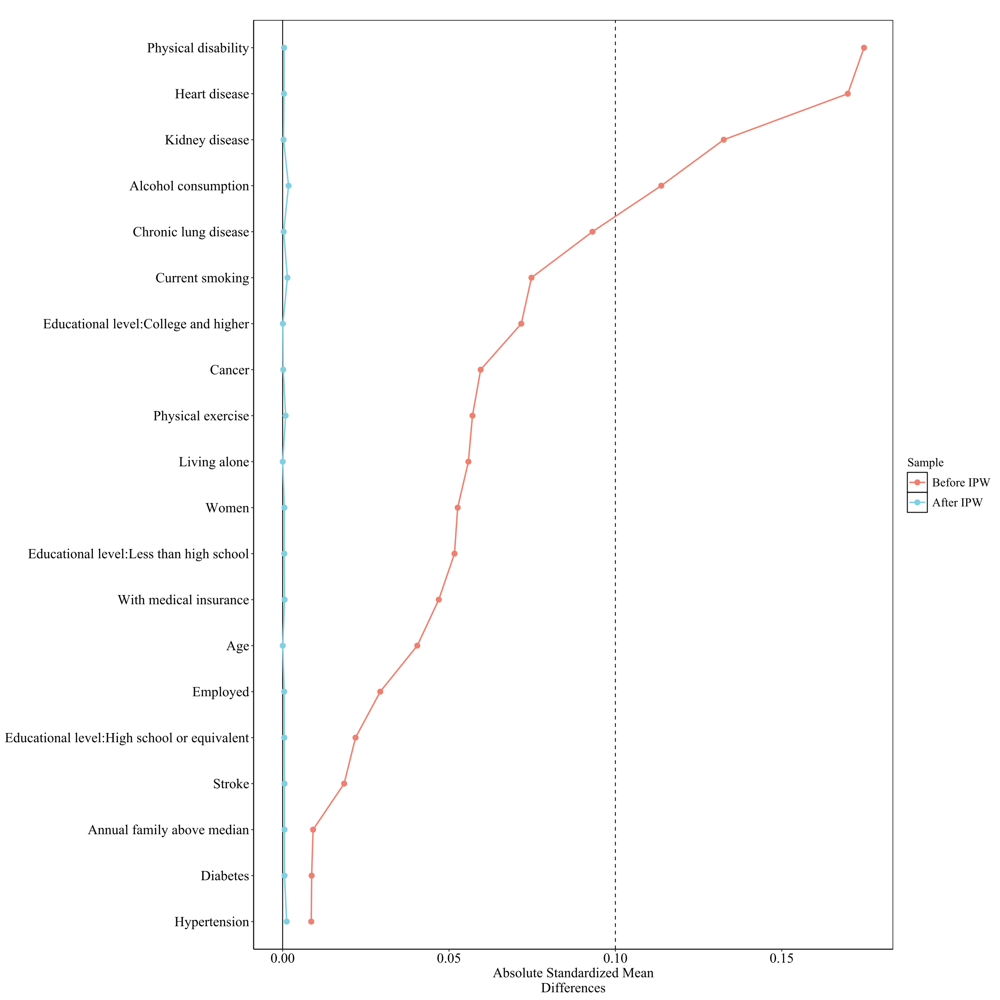 Physical disability
Heart disease
Kidney disease
Alcohol consumption
Chronic lung disease
Current smoking
Educational level:College and higher
Cancer
Physical exercise
Living alone
Women
Educational level:Less than high school
With medical insurance
Age
Employed
Educational level:High school or equivalent
Stroke
Annual family above median
Diabetes
Hypertension
0.00 0.05 0.10 0.15
Absolute Standardized Mean
Differences
Sample
Before IPW
After IPW